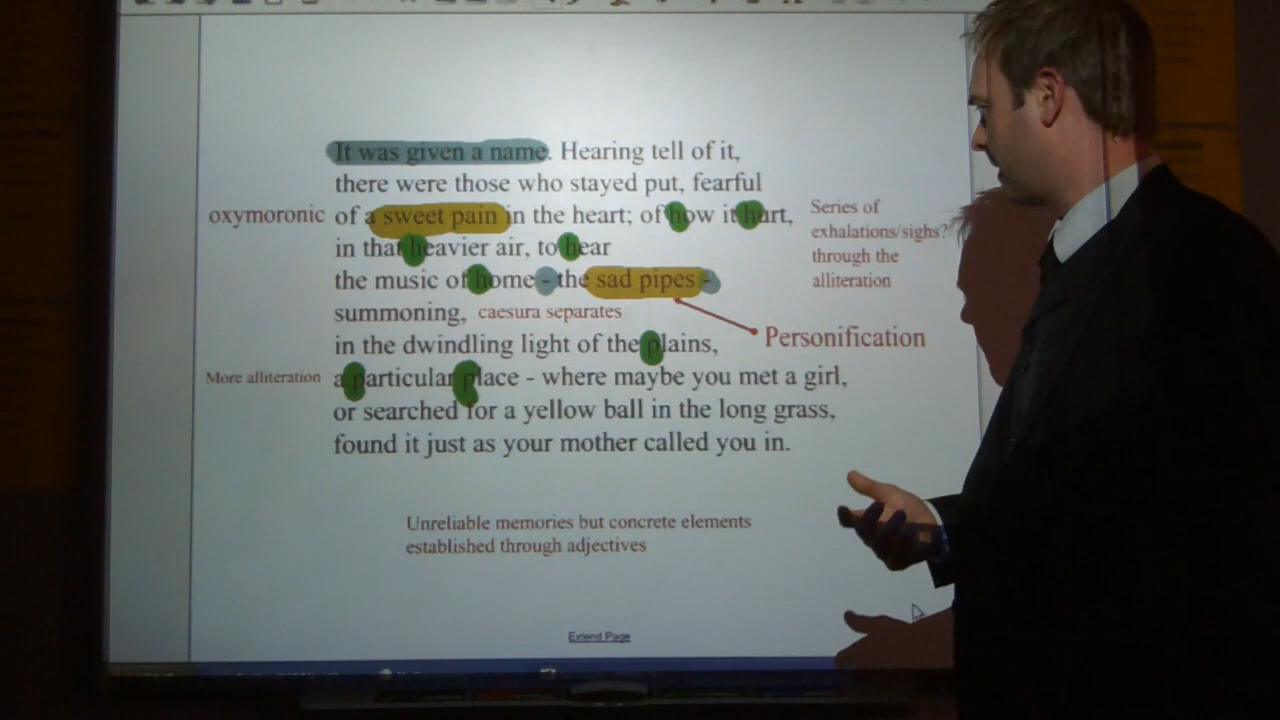 It was given a name. Hearing tell of it,
there were those who stayed put, fearful
oxymoronic of a sweet pain in the heart; of how it hurt,
in that heavier air, to hear
the music of home - the sad pipes -
summoning, caesura separates
in the dwindling light of the plains,
More alliteration a particular place - where maybe you met a girl,
or searched for a yellow ball in the long grass,
found it just as your mother called you in.
Series of
exhalations/sighs?
through the
alliteration
Personification
Unreliable memories but concrete elements
established through adjectives
Extend Page